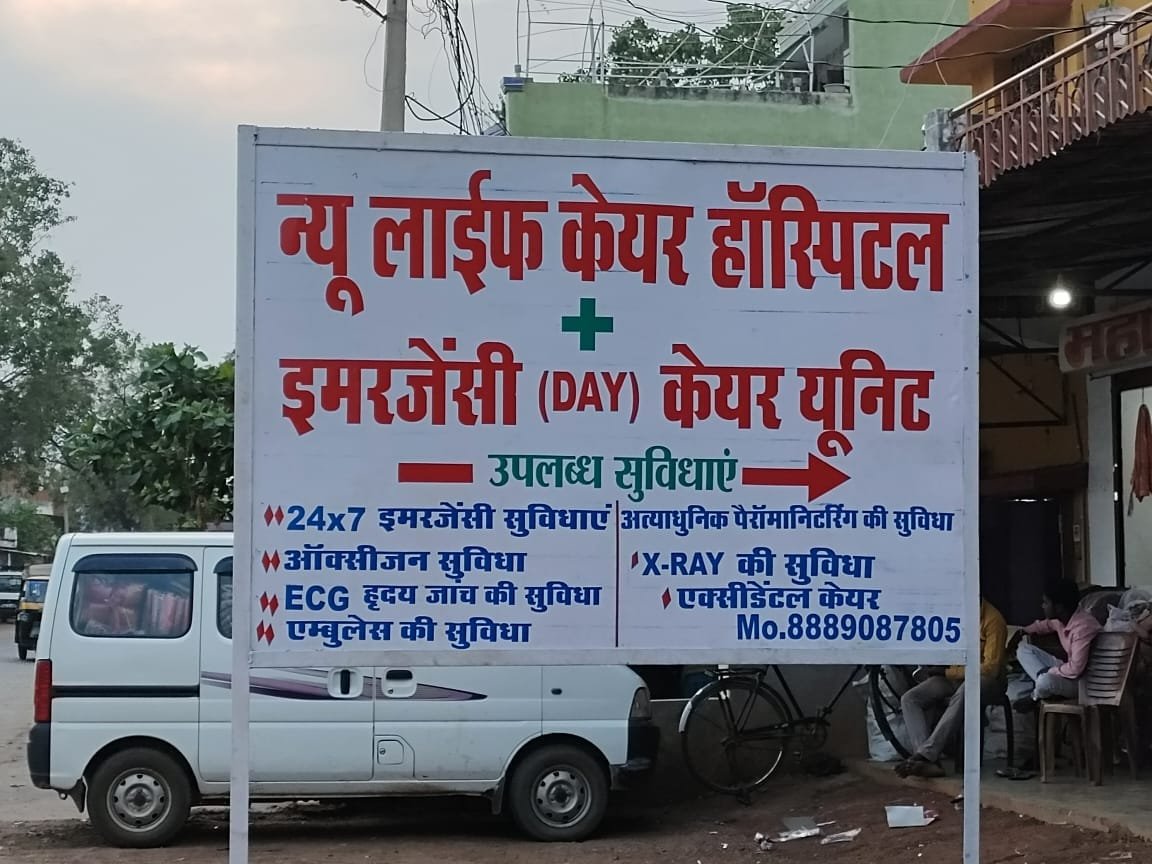 न्यू लाईफ केयर हॉस्पिटल
इमरजेंसी (DAY) केयर यूनिट
उपलब्ध सुविधाएं
24x7 इमरजेंसी सुविधाएं
ऑक्सीजन सुविधा
ECG हृदय जांच की सुविधा
एम्बुलेस की सुविधा
अत्याधुनिक पैरॉमानिटरिंग की सुविधा
X-RAY की सुविधा
एक्सीडेंटल केयर
Mo.8889087805
महा